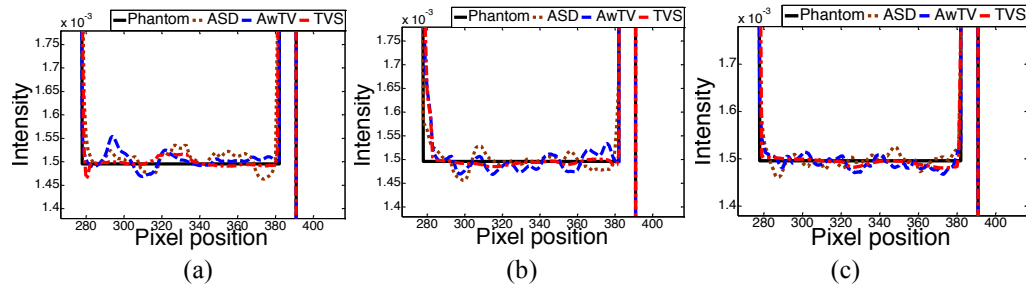 x 10⁻³ Phantom ASD AwTV TVS
1.75
1.7
1.65
1.6
1.55
1.5
1.45
1.4
Intensity
280 300 320 340 360 380 400
Pixel position
(a)
x 10⁻³ Phantom ASD AwTV TVS
1.75
1.7
1.65
1.6
1.55
1.5
1.45
1.4
Intensity
280 300 320 340 360 380 400
Pixel position
(b)
x 10⁻³ Phantom ASD AwTV TVS
1.7
1.6
1.5
1.4
Intensity
280 300 320 340 360 380 400
Pixel position
(c)